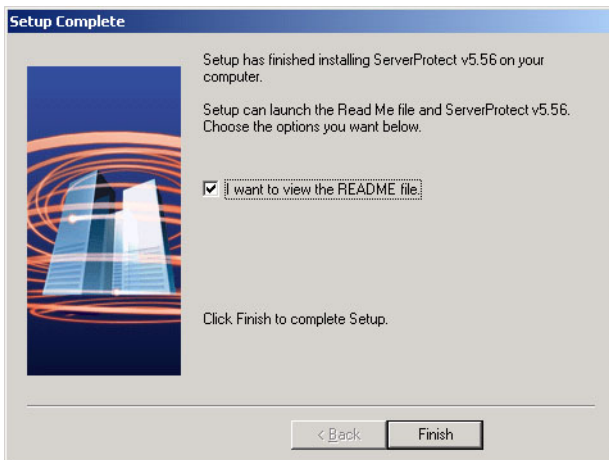 Setup Complete
Setup has finished installing ServerProtect v5.56 on your
computer.
Setup can launch the Read Me file and ServerProtect v5.56.
Choose the options you want below.
I want to view the README file.
Click Finish to complete Setup.
< Back
Finish